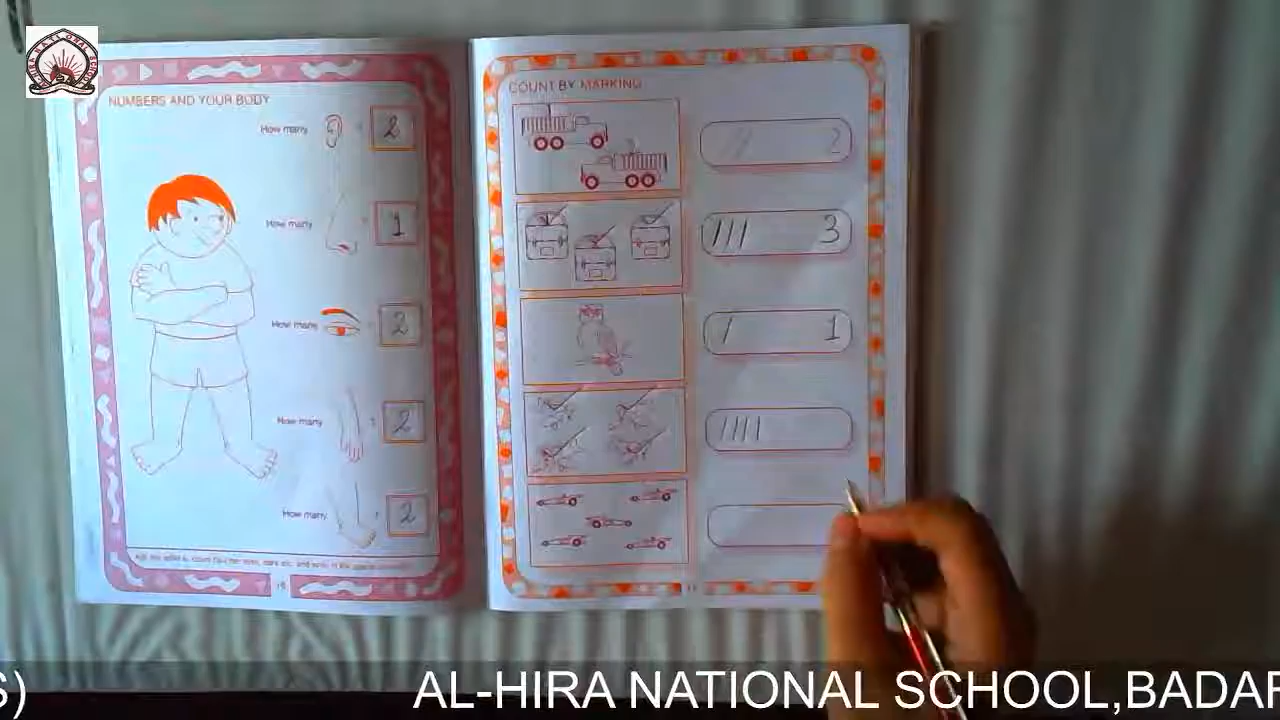 NUMBERS AND YOUR BODY
How many 2
How many 1
How many 2
How many 2
How many 2
COUNT BY MARKING
// 2
/// 3
/ 1
////
S)
AL-HIRA NATIONAL SCHOOL,BADAR